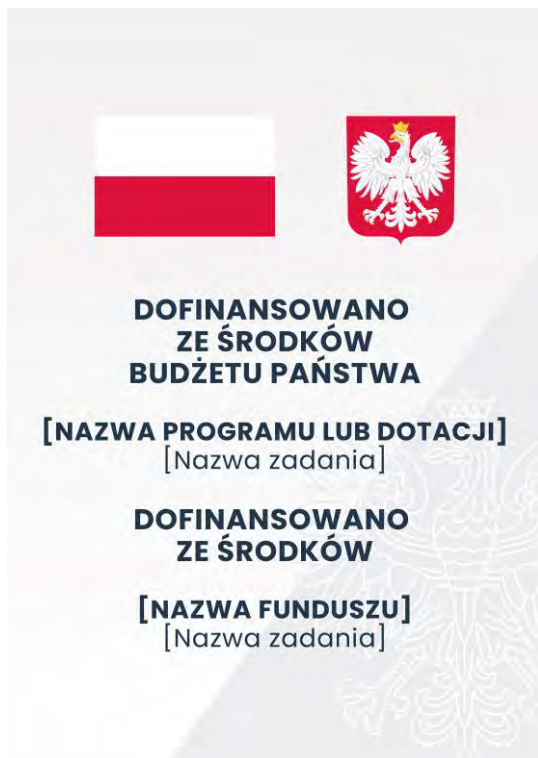 DOFINANSOWANO
ZE ŚRODKÓW
BUDŻETU PAŃSTWA
[NAZWA PROGRAMU LUB DOTACJI]
[Nazwa zadania]
DOFINANSOWANO
ZE ŚRODKÓW
[NAZWA FUNDUSZU]
[Nazwa zadania]